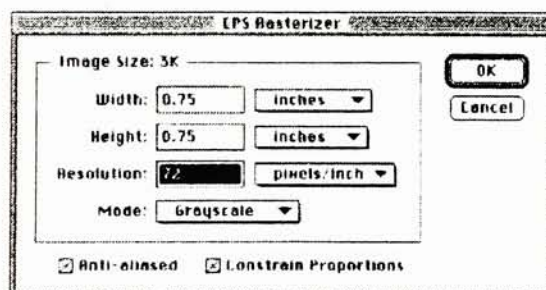 EPS Rasterizer
Image Size: 3K
Width: 0.75 inches
Height: 0.75 inches
Resolution: 72 pixels/inch
Mode: Grayscale
Anti-aliased Constrain Proportions
OK
Cancel